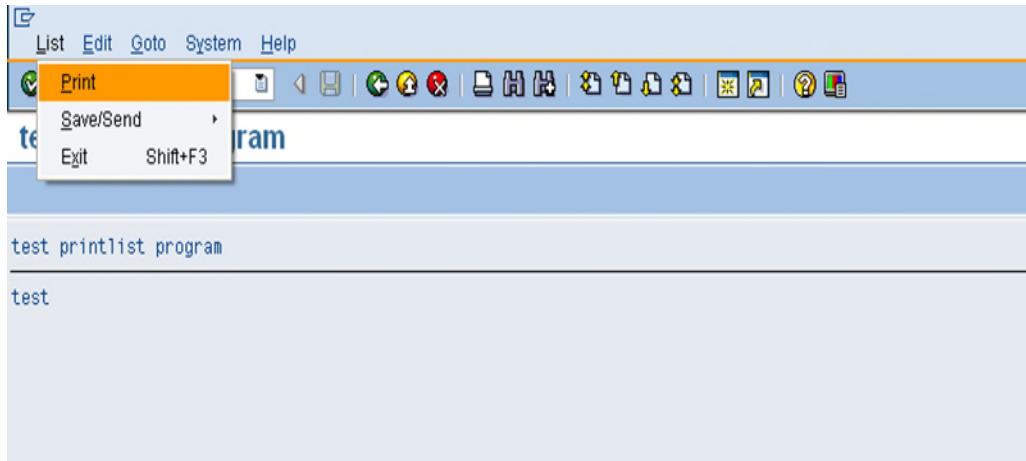 List Edit Goto System Help
Print
Save/Send
te ram
Exit Shift+F3
test printlist program
test